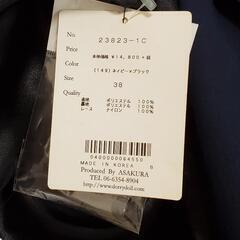 No. 23823-1C
Price 本体価格 ¥14,800+税
Color (149) ネイビー×ブラック
Size 38
Quality
表地 ポリエステル 100%
裏地 ポリエステル 100%
レース ナイロン 100%
0400000064550
MADE IN KOREA
Produced By ASAKURA
TEL 06-6354-8904
http://www.dorrydoll.com